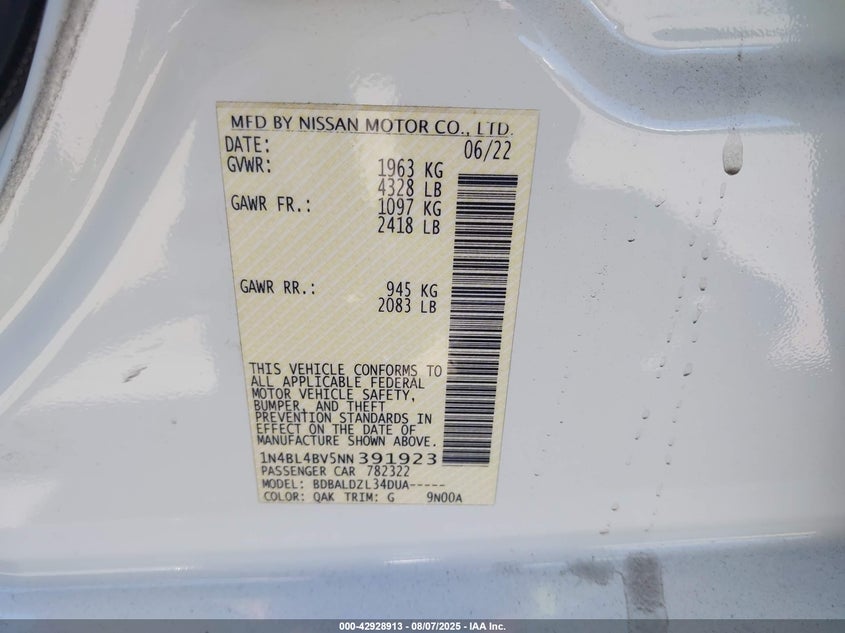 MFD BY NISSAN MOTOR CO., LTD.
DATE: 06/22
GVWR: 1963 KG
4328 LB
GAWR FR.: 1097 KG
2418 LB
GAWR RR.: 945 KG
2083 LB
THIS VEHICLE CONFORMS TO
ALL APPLICABLE FEDERAL
MOTOR VEHICLE SAFETY,
BUMPER, AND THEFT
PREVENTION STANDARDS IN
EFFECT ON THE DATE OF
MANUFACTURE SHOWN ABOVE.
1N4BL4BV5NN391923
PASSENGER CAR 782322
MODEL: BDBALDZL34DUA-----
COLOR: QAK TRIM: G 9N00A
000-42928913 - 08/07/2025 - IAA Inc.